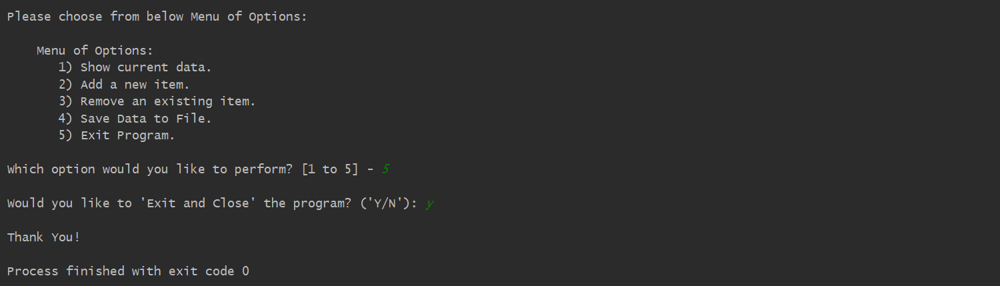 Please choose from below Menu of Options:
Menu of Options:
1) Show current data.
2) Add a new item.
3) Remove an existing item.
4) Save Data to File.
5) Exit Program.
Which option would you like to perform? [1 to 5] - 5
Would you like to 'Exit and Close' the program? ('Y/N'): y
Thank You!
Process finished with exit code 0